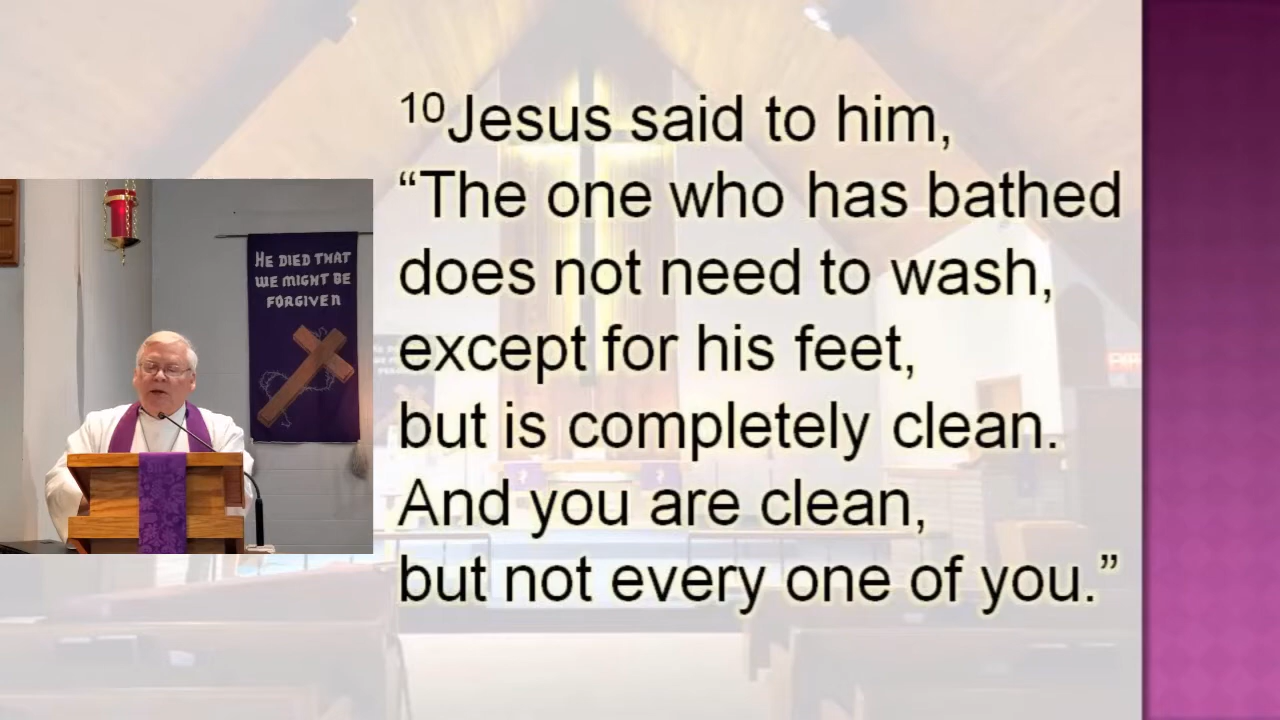 HE DIED THAT
WE MIGHT BE
FORGIVEN
10Jesus said to him,
“The one who has bathed
does not need to wash,
except for his feet,
but is completely clean.
And you are clean,
but not every one of you.”